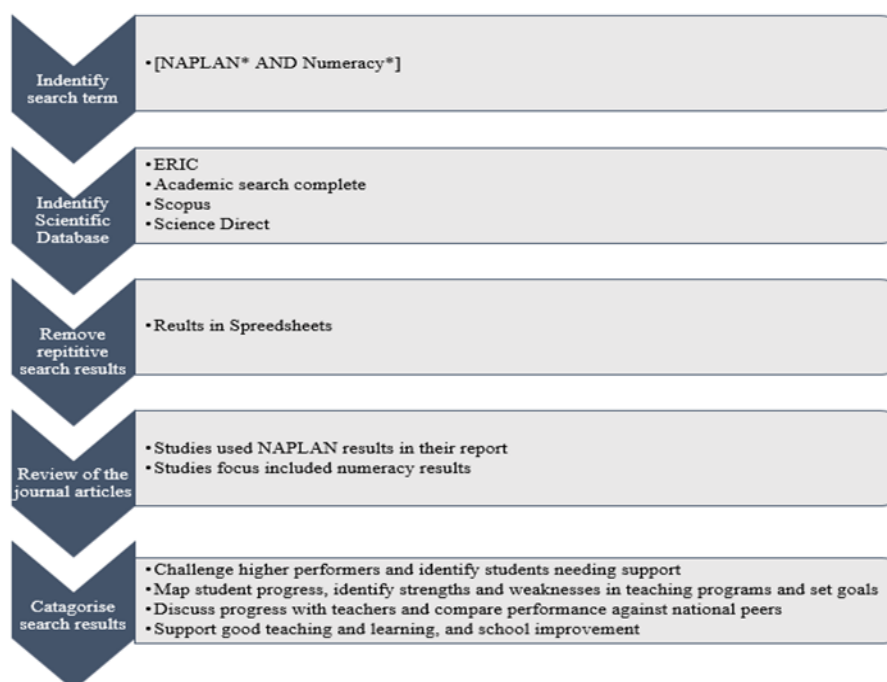 Indentify
search term
•[NAPLAN* AND Numeracy*]
Indentify
Scientific
Database
•ERIC
•Academic search complete
•Scopus
•Science Direct
Remove
repititive
search results
•Reults in Spreedsheets
Review of the
journal articles
•Studies used NAPLAN results in their report
•Studies focus included numeracy results
Catagorise
search results
•Challenge higher performers and identify students needing support
•Map student progress, identify strengths and weaknesses in teaching programs and set goals
•Discuss progress with teachers and compare performance against national peers
•Support good teaching and learning, and school improvement